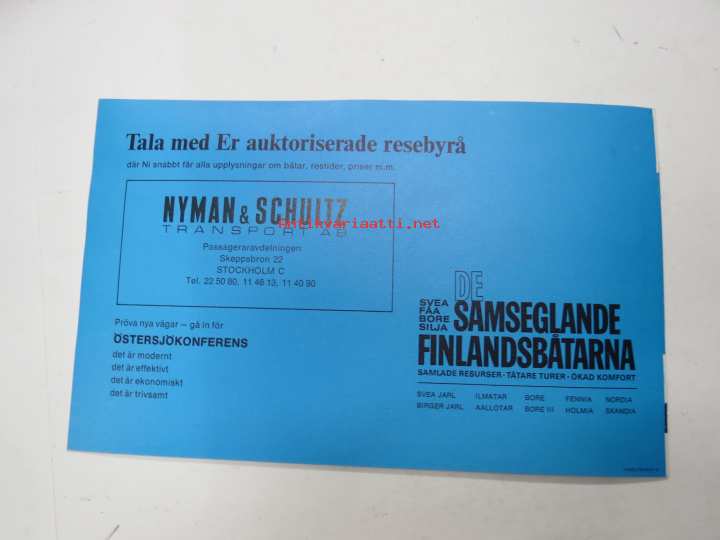 Tala med Er auktoriserade resebyrå
där Ni snabbt får alla upplysningar om båtar, restider, priser m.m.
NYMAN & SCHULTZ
TRANSPORT AB
Antikvariaatti.net
Passageraravdelningen
Skeppsbron 22
STOCKHOLM C
Tel. 22 50 80, 11 46 13, 11 40 90
Pröva nya vägar – gå in för
ÖSTERSJÖKONFERENS
det är modernt
det är effektivt
det är ekonomiskt
det är trivsamt
SVEA
FÅA
BORE
SILJA
DE
SAMSEGLANDE
FINLANDSBÅTARNA
SAMLADE RESURSER · TÄTARE TURER · ÖKAD KOMFORT
SVEA JARL ILMATAR BORE FENNIA NORDIA
BIRGER JARL AALLOTAR BORE III HOLMIA SKANDIA